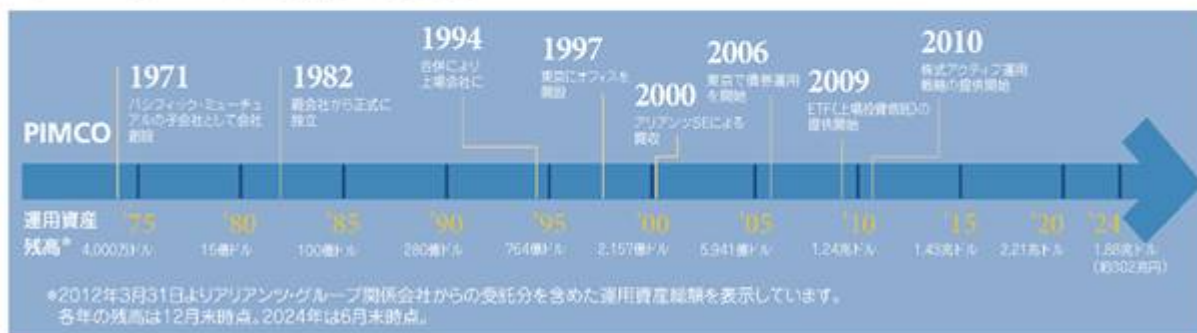 1971
パシフィック・ミューチュ
アルの子会社として会社
創設
1982
親会社から正式に
独立
1994
合併により
上場会社に
1997
東京にオフィスを
開設
2000
アリアンツSEによる
買収
2006
東京で債券運用
を開始
2009
ETF(上場投資信託)の
提供開始
2010
株式アクティブ運用
戦略の提供開始
PIMCO
運用資産
残高*
'75 '80 '85 '90 '95 '00 '05 '10 '15 '20 '24
4,000万ドル 15億ドル 100億ドル 280億ドル 764億ドル 2,157億ドル 5,941億ドル 1.24兆ドル 1.43兆ドル 2.21兆ドル 1.88兆ドル
(約302兆円)
*2012年3月31日よりアリアンツ・グループ関係会社からの受託分を含めた運用資産総額を表示しています。
各年の残高は12月末時点。2024年は6月末時点。